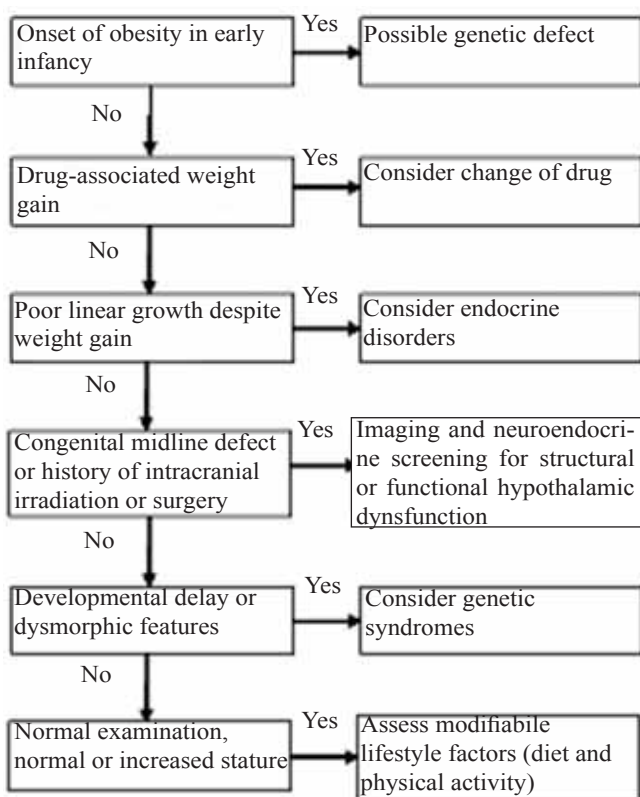 Onset of obesity in early
infancy
Yes
Possible genetic defect
No
Drug-associated weight
gain
Yes
Consider change of drug
No
Poor linear growth despite
weight gain
Yes
Consider endocrine
disorders
No
Congenital midline defect
or history of intracranial
irradiation or surgery
Yes
Imaging and neuroendocri-
ne screening for structural
or functional hypothalamic
dynsfunction
No
Developmental delay or
dysmorphic features
Yes
Consider genetic
syndromes
No
Normal examination,
normal or increased stature
Yes
Assess modifiabile
lifestyle factors (diet and
physical activity)